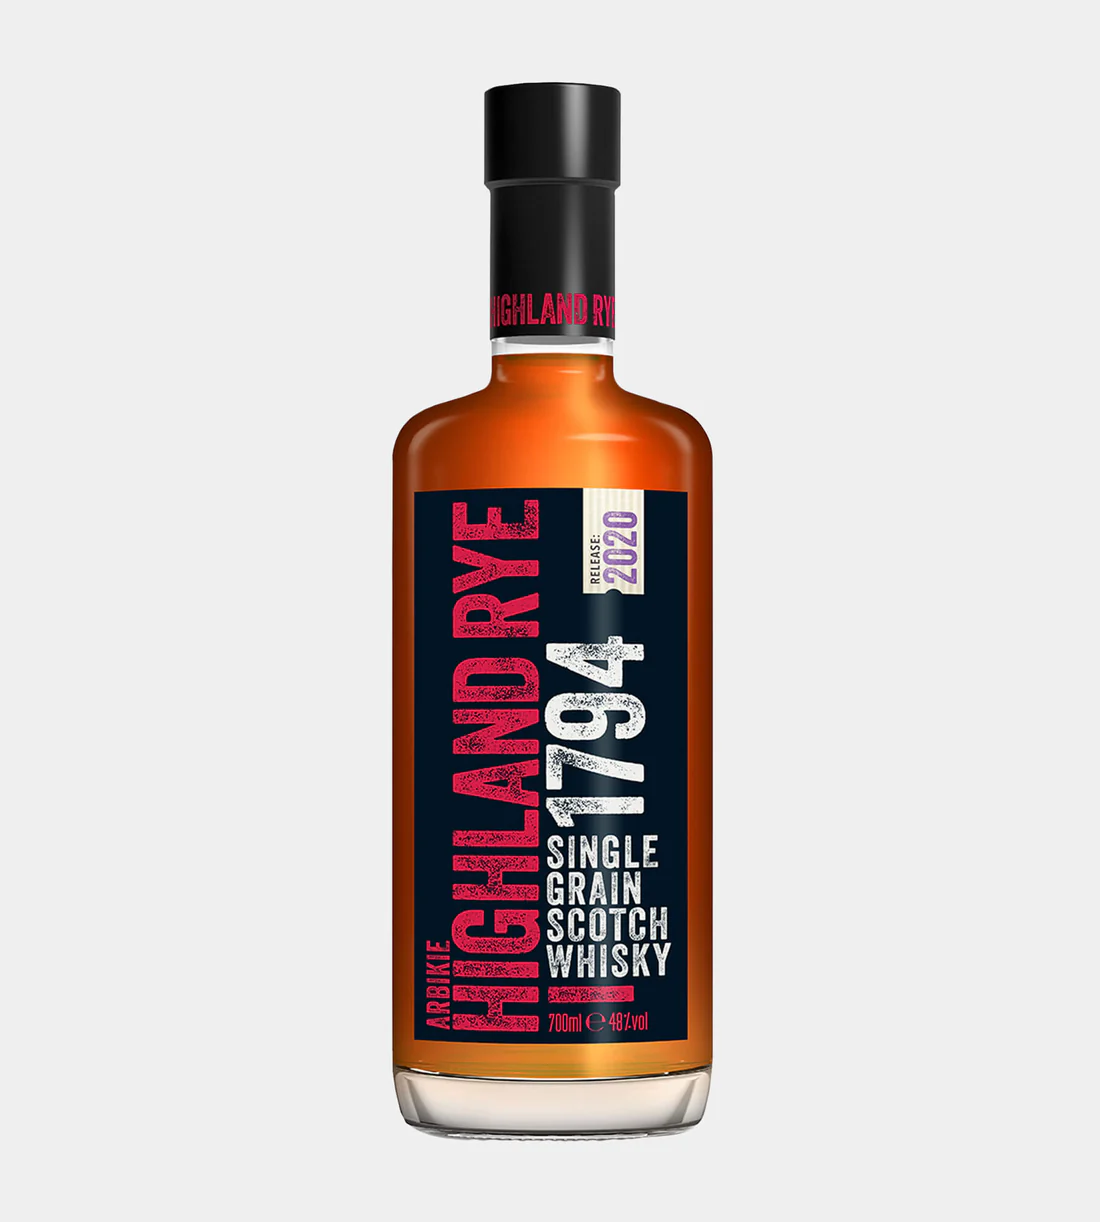 HIGHLAND RYE
ARBIKIE
HIGHLAND RYE
RELEASE:
2020
1794
SINGLE
GRAIN
SCOTCH
WHISKY
700ml ℮ 48%vol